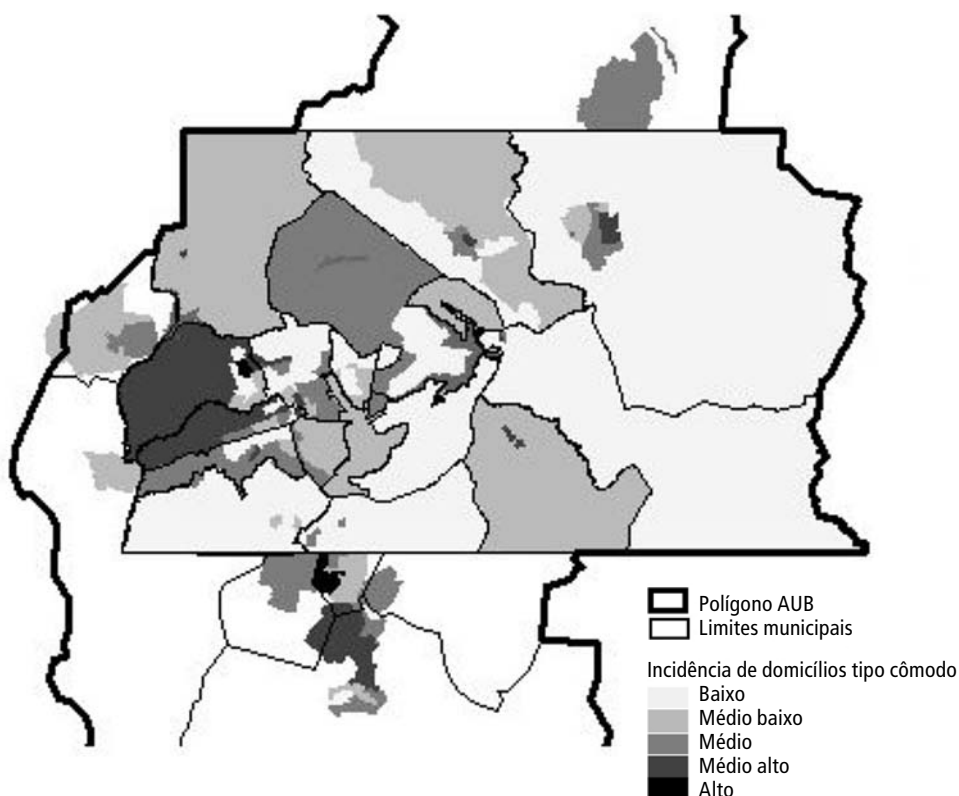 Polígono AUB
Limites municipais
Incidência de domicílios tipo cômodo
Baixo
Médio baixo
Médio
Médio alto
Alto